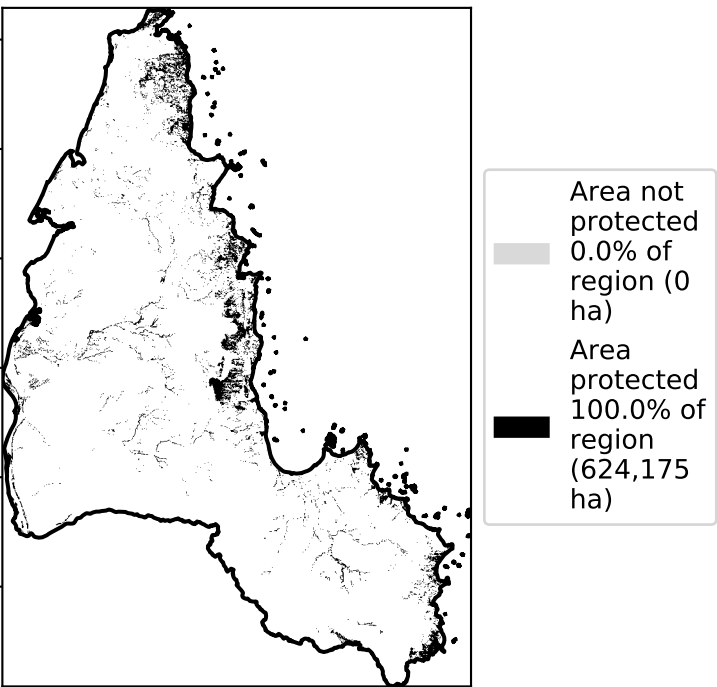 Area not
protected
0.0% of
region (0
ha)
Area
protected
100.0% of
region
(624,175
ha)